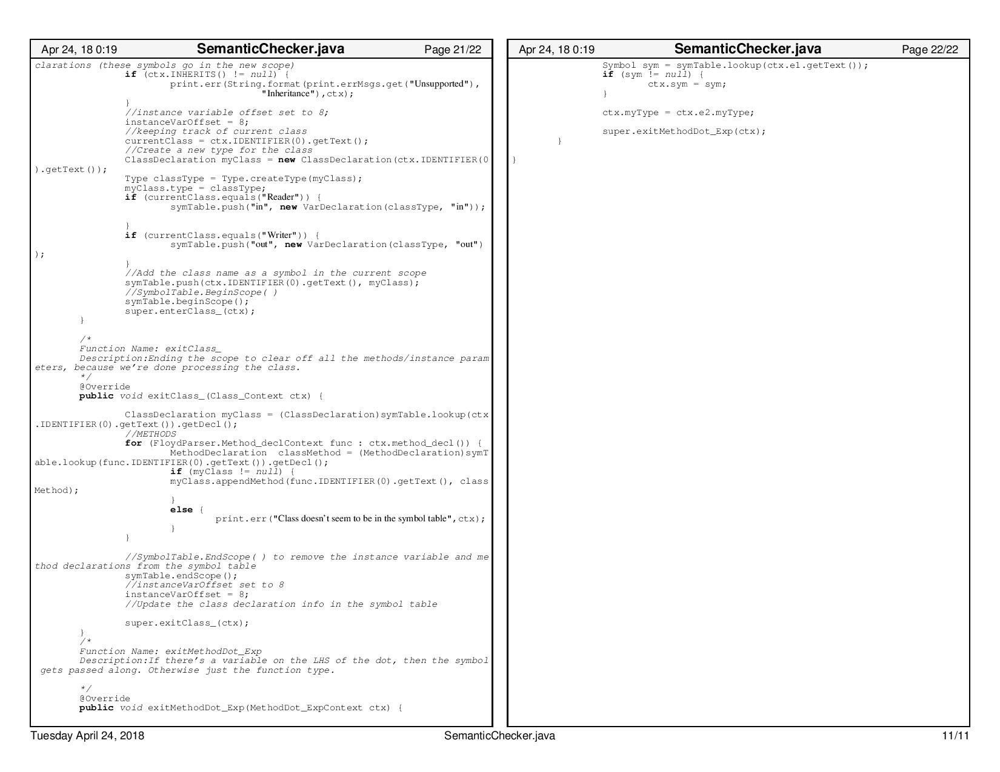 Apr 24, 18 0:19 SemanticChecker.java Page 21/22
clarations (these symbols go in the new scope)
if (ctx.INHERITS() != null) {
print.err(String.format(print.errMsgs.get("Unsupported"),
"Inheritance"),ctx);
}
//instance variable offset set to 8;
instanceVarOffset = 8;
//keeping track of current class
currentClass = ctx.IDENTIFIER(0).getText();
//Create a new type for the class
ClassDeclaration myClass = new ClassDeclaration(ctx.IDENTIFIER(0
).getText());
Type classType = Type.createType(myClass);
myClass.type = classType;
if (currentClass.equals("Reader")) {
symTable.push("in", new VarDeclaration(classType, "in"));
}
if (currentClass.equals("Writer")) {
symTable.push("out", new VarDeclaration(classType, "out")
);
}
//Add the class name as a symbol in the current scope
symTable.push(ctx.IDENTIFIER(0).getText(), myClass);
//SymbolTable.BeginScope( )
symTable.beginScope();
super.enterClass_(ctx);
}
/*
Function Name: exitClass_
Description:Ending the scope to clear off all the methods/instance param
eters, because we're done processing the class.
*/
@Override
public void exitClass_(Class_Context ctx) {
ClassDeclaration myClass = (ClassDeclaration)symTable.lookup(ctx
.IDENTIFIER(0).getText()).getDecl();
//METHODS
for (FloydParser.Method_declContext func : ctx.method_decl()) {
MethodDeclaration  classMethod = (MethodDeclaration)symT
able.lookup(func.IDENTIFIER(0).getText()).getDecl();
if (myClass != null) {
myClass.appendMethod(func.IDENTIFIER(0).getText(), class
Method);
}
else {
print.err("Class doesn't seem to be in the symbol table",ctx);
}
}
//SymbolTable.EndScope( ) to remove the instance variable and me
thod declarations from the symbol table
symTable.endScope();
//instanceVarOffset set to 8
instanceVarOffset = 8;
//Update the class declaration info in the symbol table
super.exitClass_(ctx);
}
/*
Function Name: exitMethodDot_Exp
Description:If there's a variable on the LHS of the dot, then the symbol
gets passed along. Otherwise just the function type.
*/
@Override
public void exitMethodDot_Exp(MethodDot_ExpContext ctx) {
Apr 24, 18 0:19 SemanticChecker.java Page 22/22
Symbol sym = symTable.lookup(ctx.e1.getText());
if (sym != null) {
ctx.sym = sym;
}
ctx.myType = ctx.e2.myType;
super.exitMethodDot_Exp(ctx);
}
}
Tuesday April 24, 2018 SemanticChecker.java 11/11